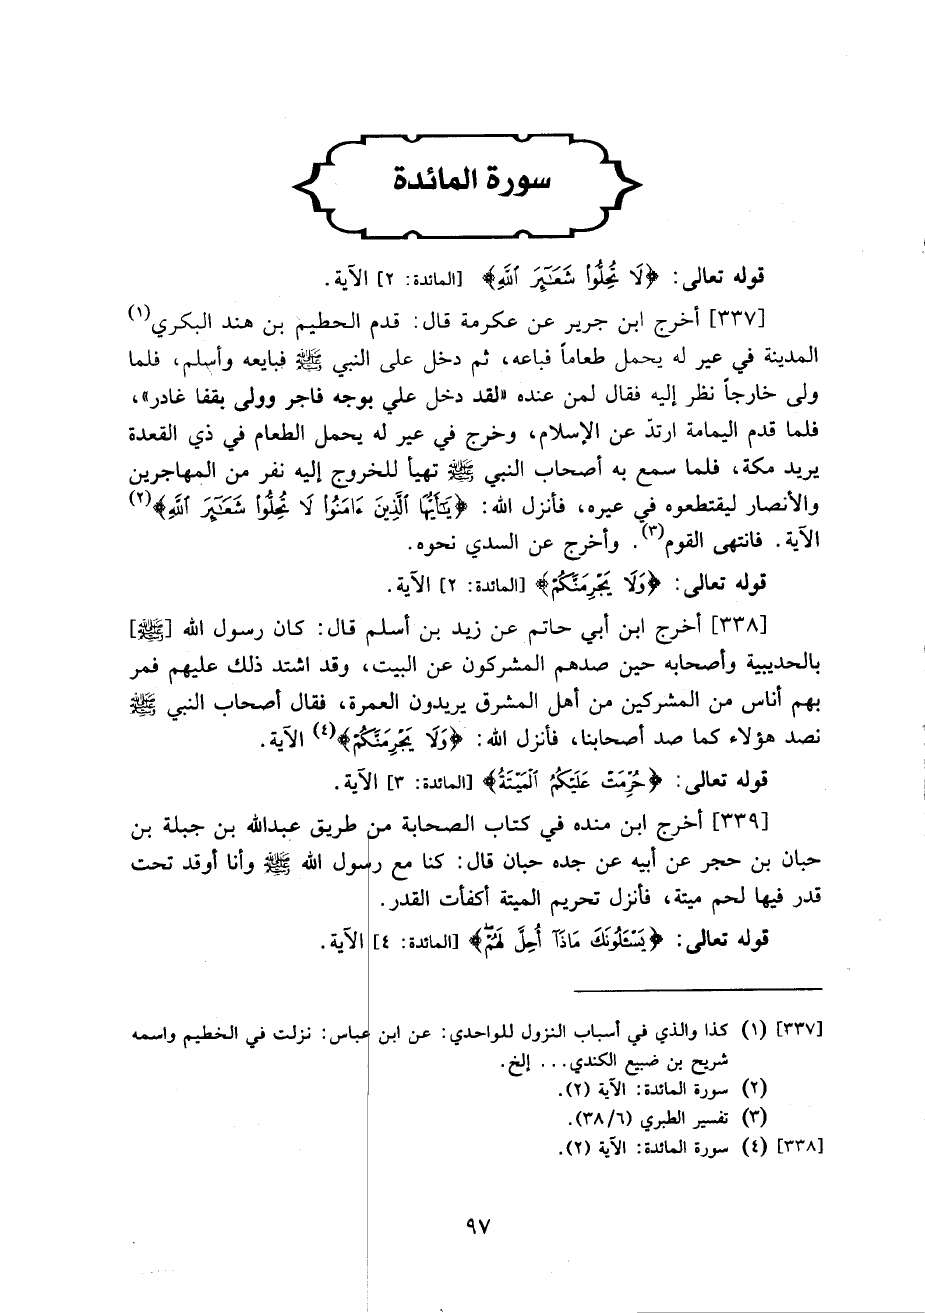 سورة المائدة
قوله تعالى: ﴿لَا تُحِلُّوا۟ شَعَـٰٓئِرَ ٱللَّهِ﴾ [المائدة: ٢] الآية.
[٣٣٧] أخرج ابن جرير عن عكرمة قال: قدم الحطيم بن هند البكري(١)
المدينة في عير له يحمل طعاماً فباعه، ثم دخل على النبي ﷺ فبايعه وأسلم، فلما
ولى خارجاً نظر إليه فقال لمن عنده «لقد دخل علي بوجه فاجر وولى بقفا غادر»،
فلما قدم اليمامة ارتدّ عن الإسلام، وخرج في عير له يحمل الطعام في ذي القعدة
يريد مكة، فلما سمع به أصحاب النبي ﷺ تهيأ للخروج إليه نفر من المهاجرين
والأنصار ليقتطعوه في عيره، فأنزل الله: ﴿يَـٰٓأَيُّهَا ٱلَّذِينَ ءَامَنُوا۟ لَا تُحِلُّوا۟ شَعَـٰٓئِرَ ٱللَّهِ﴾(٢)
الآية. فانتهى القوم(٣). وأخرج عن السدي نحوه.
قوله تعالى: ﴿وَلَا يَجْرِمَنَّكُمْ﴾ [المائدة: ٢] الآية.
[٣٣٨] أخرج ابن أبي حاتم عن زيد بن أسلم قال: كان رسول الله [ﷺ]
بالحديبية وأصحابه حين صدهم المشركون عن البيت، وقد اشتد ذلك عليهم فمر
بهم أناس من المشركين من أهل المشرق يريدون العمرة، فقال أصحاب النبي ﷺ
نصد هؤلاء كما صد أصحابنا، فأنزل الله: ﴿وَلَا يَجْرِمَنَّكُمْ﴾(٤) الآية.
قوله تعالى: ﴿حُرِّمَتْ عَلَيْكُمُ ٱلْمَيْتَةُ﴾ [المائدة: ٣] الآية.
[٣٣٩] أخرج ابن منده في كتاب الصحابة من طريق عبدالله بن جبلة بن
حبان بن حجر عن أبيه عن جده حبان قال: كنا مع رسول الله ﷺ وأنا أوقد تحت
قدر فيها لحم ميتة، فأنزل تحريم الميتة أكفأت القدر.
قوله تعالى: ﴿يَسْـَٔلُونَكَ مَاذَآ أُحِلَّ لَهُمْ ۖ﴾ [المائدة: ٤] الآية.
[٣٣٧] (١) كذا والذي في أسباب النزول للواحدي: عن ابن عباس: نزلت في الخطيم واسمه
شريح بن ضبيع الكندي... إلخ.
(٢) سورة المائدة: الآية (٢).
(٣) تفسير الطبري (٣٨/٦).
[٣٣٨] (٤) سورة المائدة: الآية (٢).
٩٧